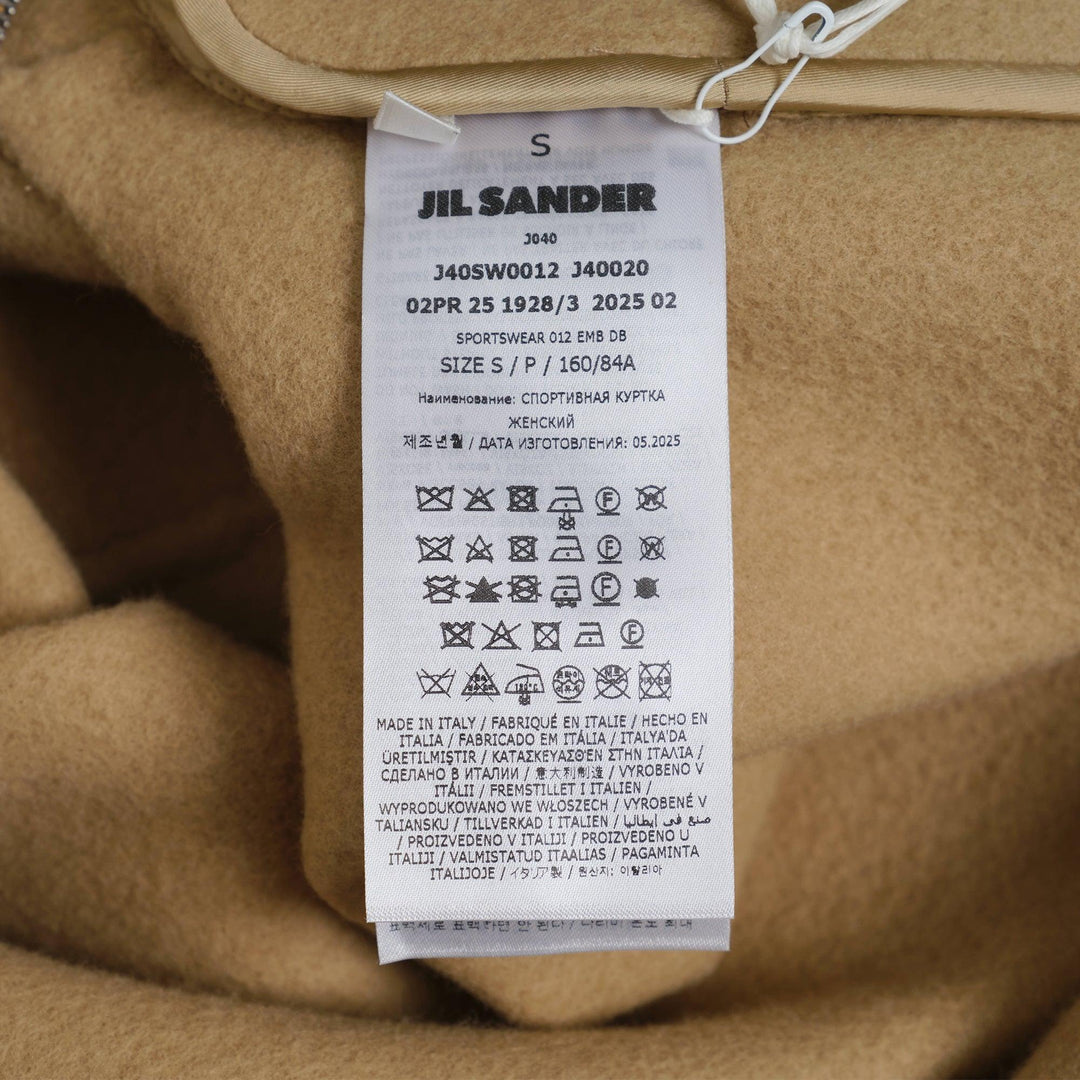 S
JIL SANDER
J040
J40SW0012 J40020
02PR 25 1928/3 2025 02
SPORTSWEAR 012 EMB DB
SIZE S / P / 160/84A
Наименование: СПОРТИВНАЯ КУРТКА
ЖЕНСКИЙ
제조년월 / ДАТА ИЗГОТОВЛЕНИЯ: 05.2025
F
F W
F
F
MADE IN ITALY / FABRIQUÉ EN ITALIE / HECHO EN
ITALIA / FABRICADO EM ITÁLIA / ITALYA'DA
ÜRETILMIŞTIR / ΚΑΤΑΣΚΕΥΑΣΘ'ΕΝ ΣΤΗΝ ΙΤΑΛ'ΙΑ /
СДЕЛАНО В ИТАЛИИ / 意大利制造 / VYROBENO V
ITÁLII / FREMSTILLET I ITALIEN /
WYPRODUKOWANO WE WŁOSZECH / VYROBENÉ V
TALIANSKU / TILLVERKAD I ITALIEN / صنع في إيطاليا
/ PROIZVEDENO V ITALIJI / PROIZVEDENO U
ITALIJI / VALMISTATUD ITAALIAS / PAGAMINTA
ITALIJOJE / イタリア製 / 원산지: 이탈리아